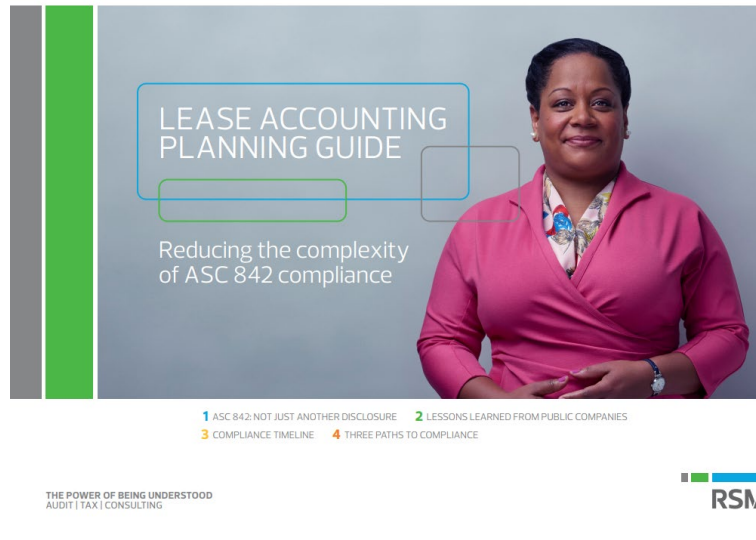 LEASE ACCOUNTING
PLANNING GUIDE
Reducing the complexity
of ASC 842 compliance
1 ASC 842: NOT JUST ANOTHER DISCLOSURE 2 LESSONS LEARNED FROM PUBLIC COMPANIES
3 COMPLIANCE TIMELINE 4 THREE PATHS TO COMPLIANCE
THE POWER OF BEING UNDERSTOOD
AUDIT | TAX | CONSULTING